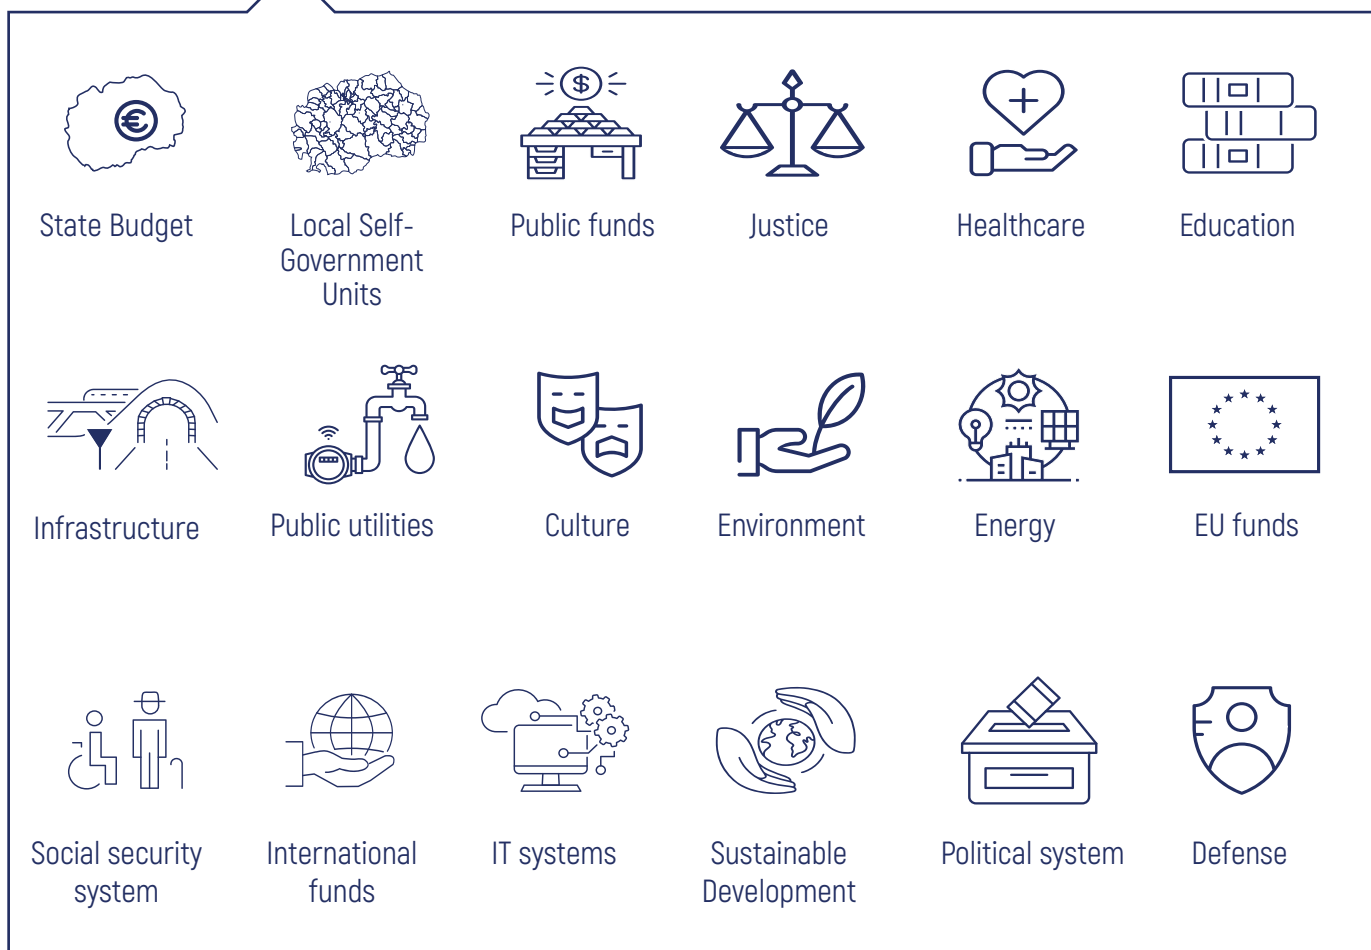 State Budget
Local Self-
Government
Units
Public funds
Justice
Healthcare
Education
Infrastructure
Public utilities
Culture
Environment
Energy
EU funds
Social security
system
International
funds
IT systems
Sustainable
Development
Political system
Defense